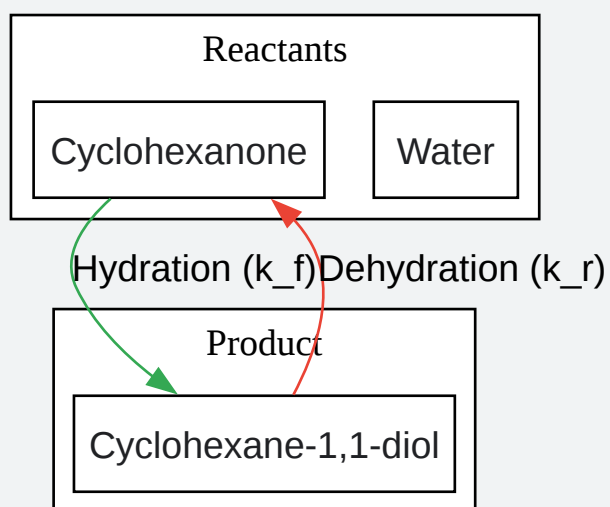 Reactants
Cyclohexanone
Water
Hydration (k_f)
Dehydration (k_r)
Product
Cyclohexane-1,1-diol